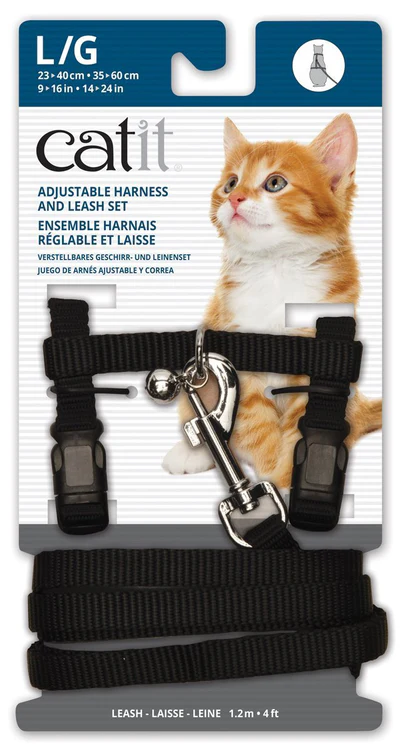 L/G
23 ▸ 40 cm • 35 ▸ 60 cm
9 ▸ 16 in • 14 ▸ 24 in
catit®
ADJUSTABLE HARNESS
AND LEASH SET
ENSEMBLE HARNAIS
RÉGLABLE ET LAISSE
VERSTELLBARES GESCHIRR- UND LEINENSET
JUEGO DE ARNÉS AJUSTABLE Y CORREA
LEASH - LAISSE - LEINE 1.2 m • 4 ft